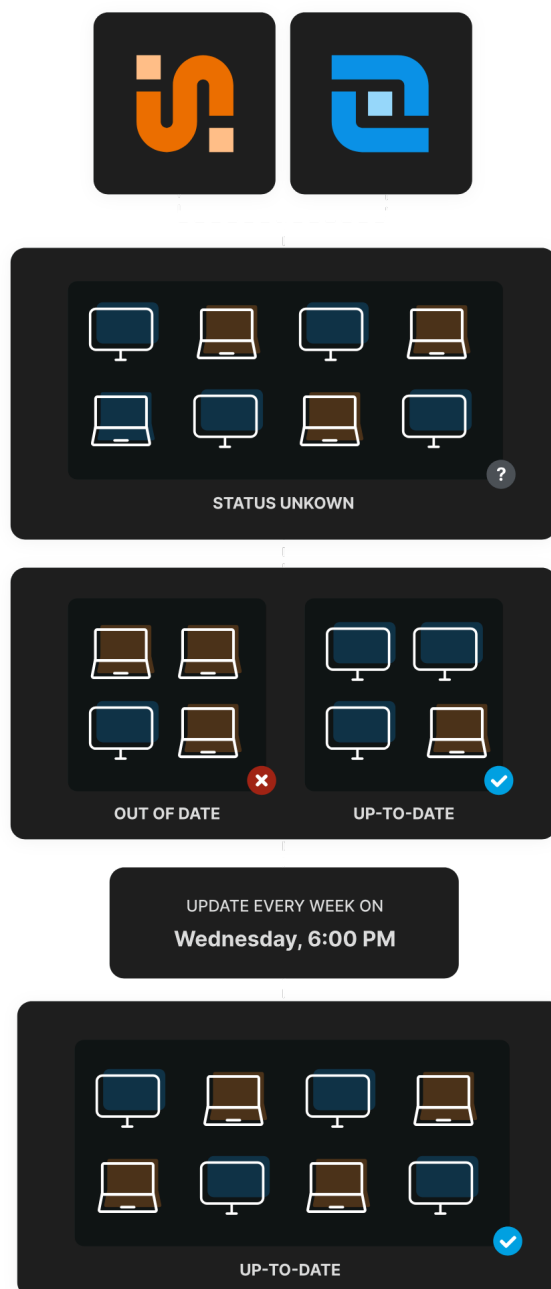 ?
STATUS UNKOWN
OUT OF DATE
UP-TO-DATE
UPDATE EVERY WEEK ON
Wednesday, 6:00 PM
UP-TO-DATE